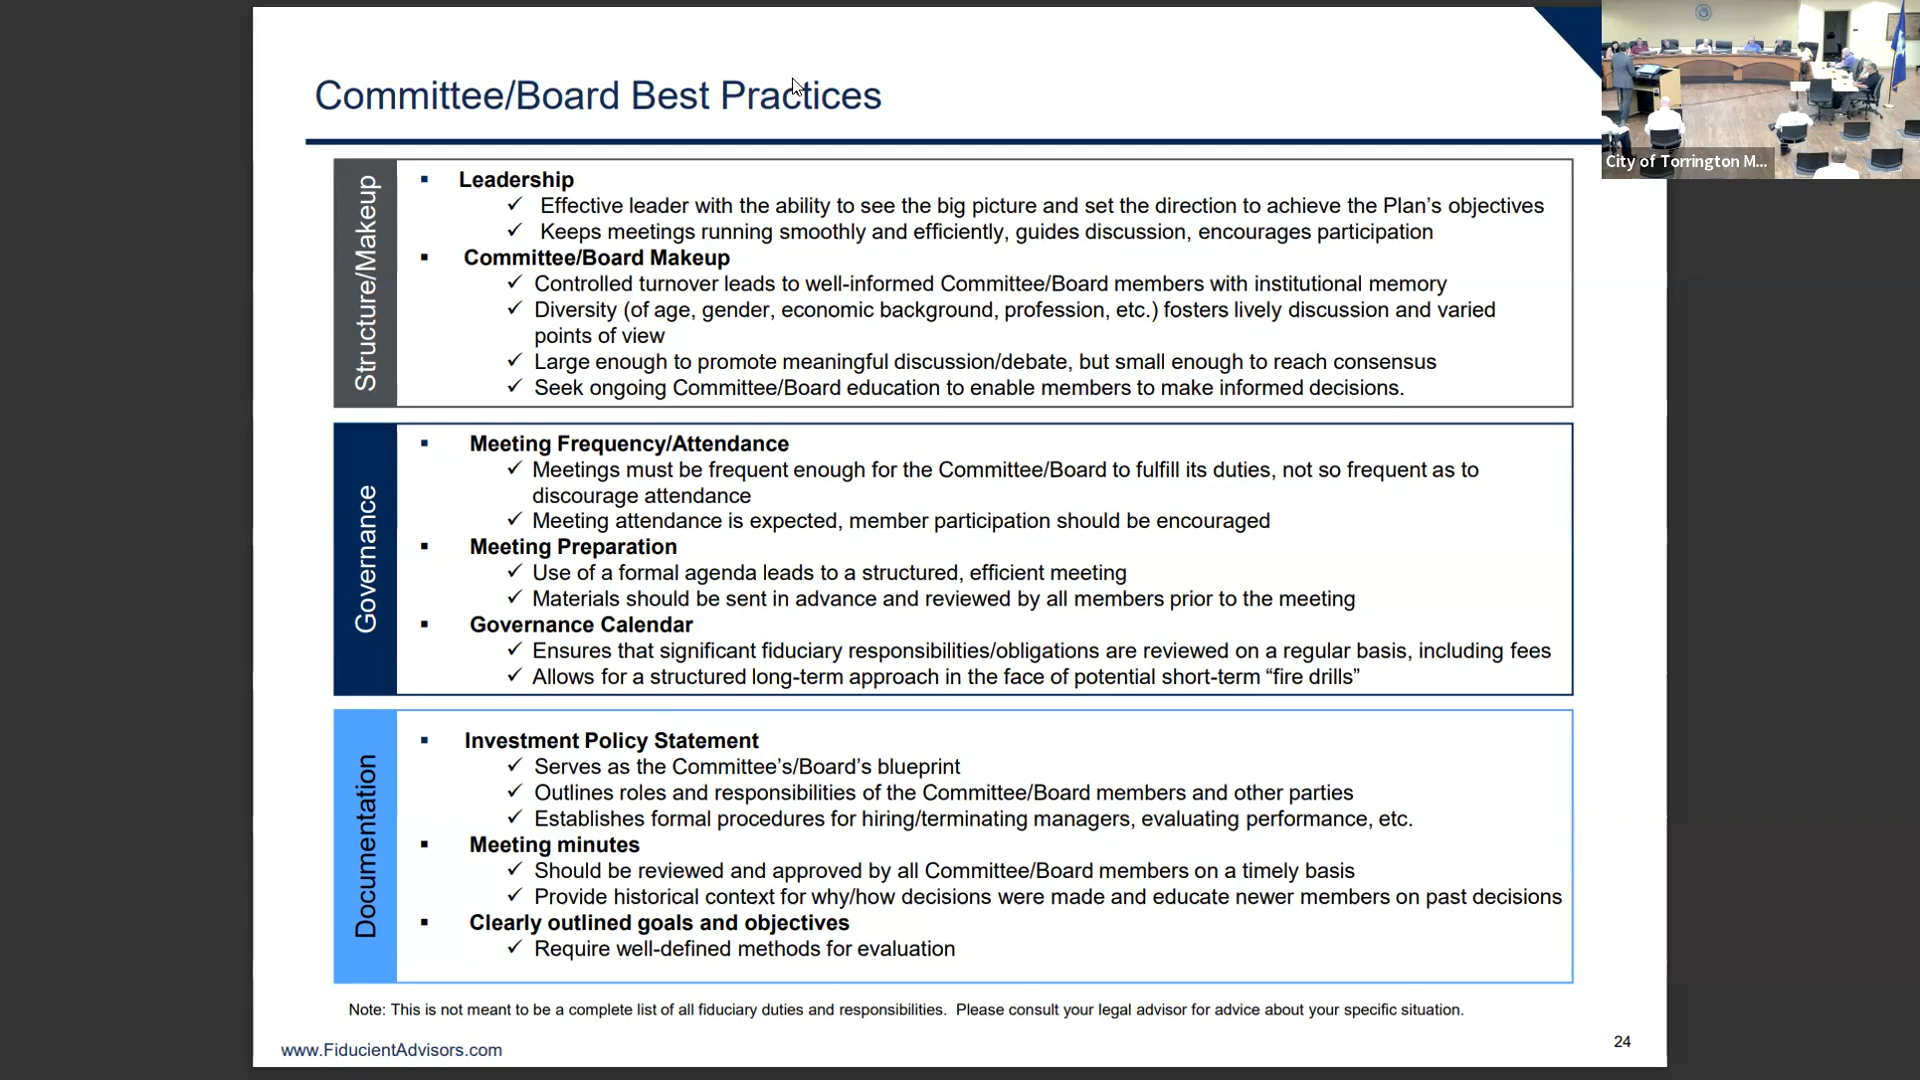 Committee/Board Best Practices
City of Torrington M...
Structure/Makeup
▪ Leadership
✓ Effective leader with the ability to see the big picture and set the direction to achieve the Plan’s objectives
✓ Keeps meetings running smoothly and efficiently, guides discussion, encourages participation
▪ Committee/Board Makeup
✓ Controlled turnover leads to well-informed Committee/Board members with institutional memory
✓ Diversity (of age, gender, economic background, profession, etc.) fosters lively discussion and varied
points of view
✓ Large enough to promote meaningful discussion/debate, but small enough to reach consensus
✓ Seek ongoing Committee/Board education to enable members to make informed decisions.
Governance
▪ Meeting Frequency/Attendance
✓ Meetings must be frequent enough for the Committee/Board to fulfill its duties, not so frequent as to
discourage attendance
✓ Meeting attendance is expected, member participation should be encouraged
▪ Meeting Preparation
✓ Use of a formal agenda leads to a structured, efficient meeting
✓ Materials should be sent in advance and reviewed by all members prior to the meeting
▪ Governance Calendar
✓ Ensures that significant fiduciary responsibilities/obligations are reviewed on a regular basis, including fees
✓ Allows for a structured long-term approach in the face of potential short-term “fire drills”
Documentation
▪ Investment Policy Statement
✓ Serves as the Committee’s/Board’s blueprint
✓ Outlines roles and responsibilities of the Committee/Board members and other parties
✓ Establishes formal procedures for hiring/terminating managers, evaluating performance, etc.
▪ Meeting minutes
✓ Should be reviewed and approved by all Committee/Board members on a timely basis
✓ Provide historical context for why/how decisions were made and educate newer members on past decisions
▪ Clearly outlined goals and objectives
✓ Require well-defined methods for evaluation
Note: This is not meant to be a complete list of all fiduciary duties and responsibilities. Please consult your legal advisor for advice about your specific situation.
www.FiducientAdvisors.com
24